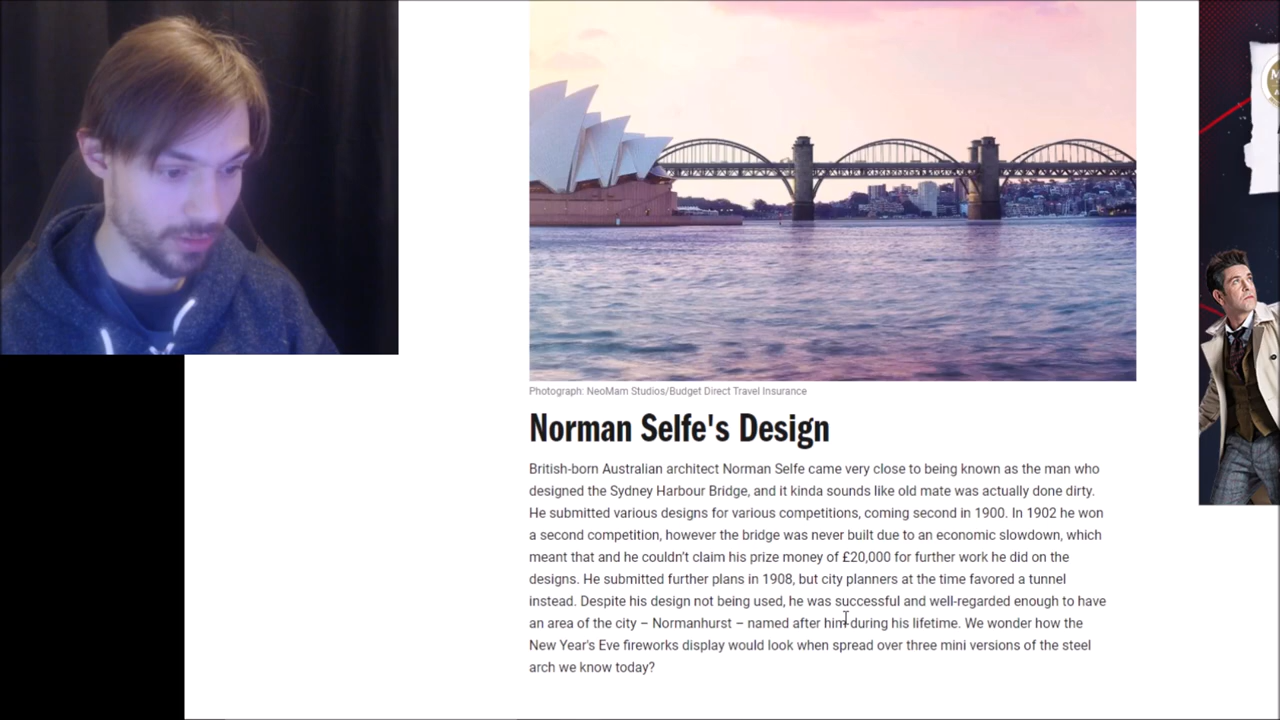 Photograph: NeoMam Studios/Budget Direct Travel Insurance
Norman Selfe's Design
British-born Australian architect Norman Selfe came very close to being known as the man who
designed the Sydney Harbour Bridge, and it kinda sounds like old mate was actually done dirty.
He submitted various designs for various competitions, coming second in 1900. In 1902 he won
a second competition, however the bridge was never built due to an economic slowdown, which
meant that and he couldn't claim his prize money of £20,000 for further work he did on the
designs. He submitted further plans in 1908, but city planners at the time favored a tunnel
instead. Despite his design not being used, he was successful and well-regarded enough to have
an area of the city – Normanhurst – named after him during his lifetime. We wonder how the
New Year's Eve fireworks display would look when spread over three mini versions of the steel
arch we know today?